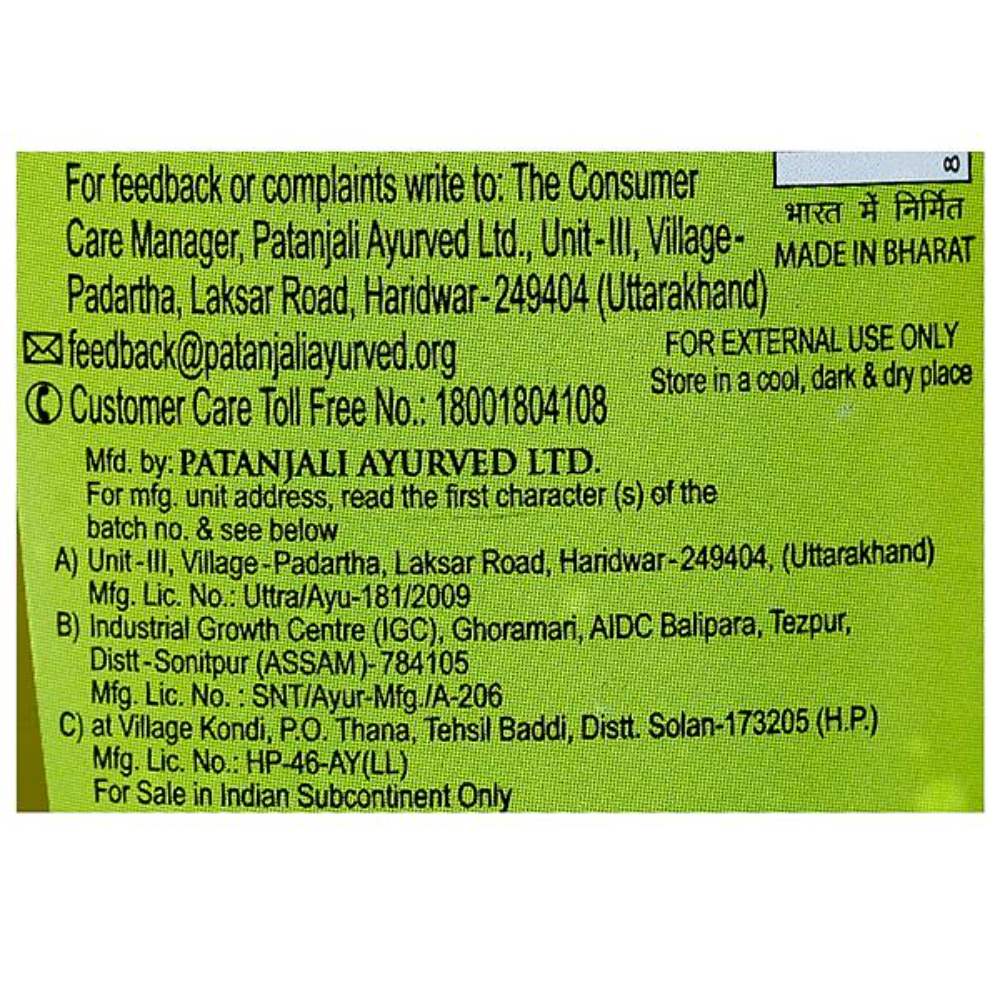 For feedback or complaints write to: The Consumer
Care Manager, Patanjali Ayurved Ltd., Unit-III, Village-
Padartha, Laksar Road, Haridwar-249404 (Uttarakhand)
feedback@patanjaliayurved.org
Customer Care Toll Free No.: 18001804108
8
भारत में निर्मित
MADE IN BHARAT
FOR EXTERNAL USE ONLY
Store in a cool, dark & dry place
Mfd. by: PATANJALI AYURVED LTD.
For mfg. unit address, read the first character (s) of the
batch no. & see below
A) Unit-III, Village-Padartha, Laksar Road, Haridwar-249404, (Uttarakhand)
Mfg. Lic. No.: Uttra/Ayu-181/2009
B) Industrial Growth Centre (IGC), Ghoramari, AIDC Balipara, Tezpur,
Distt-Sonitpur (ASSAM)-784105
Mfg. Lic. No. : SNT/Ayur-Mfg./A-206
C) at Village Kondi, P.O. Thana, Tehsil Baddi, Distt. Solan-173205 (H.P.)
Mfg. Lic. No.: HP-46-AY(LL)
For Sale in Indian Subcontinent Only